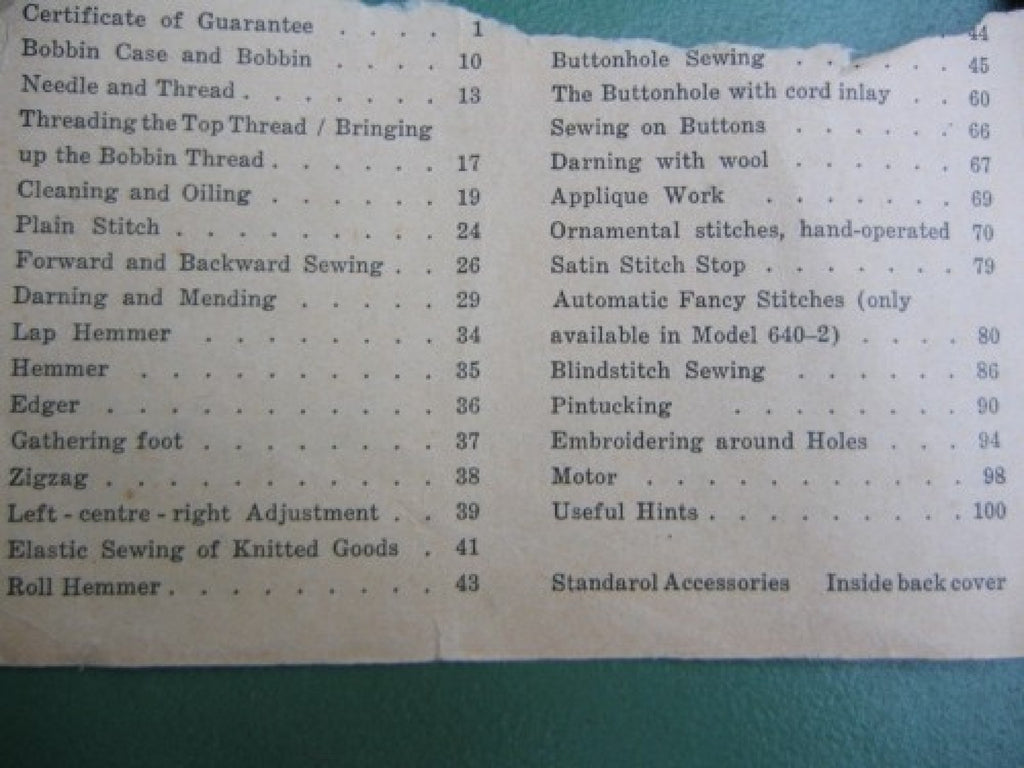 Certificate of Guarantee . . . . 1
Bobbin Case and Bobbin . . . . 10
Needle and Thread . . . . . . . 13
Threading the Top Thread / Bringing
up the Bobbin Thread . . . . . . 17
Cleaning and Oiling . . . . . . 19
Plain Stitch . . . . . . . . . 24
Forward and Backward Sewing . . 26
Darning and Mending . . . . . 29
Lap Hemmer . . . . . . . . 34
Hemmer . . . . . . . . . . 35
Edger . . . . . . . . . . . 36
Gathering foot . . . . . . . . 37
Zigzag . . . . . . . . . . . 38
Left - centre - right Adjustment . . 39
Elastic Sewing of Knitted Goods . 41
Roll Hemmer . . . . . . . . . 43
44
Buttonhole Sewing . . . . . . 45
The Buttonhole with cord inlay . . 60
Sewing on Buttons . . . . . . 66
Darning with wool . . . . . . 67
Applique Work . . . . . . . 69
Ornamental stitches, hand-operated 70
Satin Stitch Stop . . . . . . . 79
Automatic Fancy Stitches (only
available in Model 640–2) . . . . 80
Blindstitch Sewing . . . . . . 86
Pintucking . . . . . . . . 90
Embroidering around Holes . . . 94
Motor . . . . . . . . . . . 98
Useful Hints . . . . . . . . . 100
Standarol Accessories Inside back cover